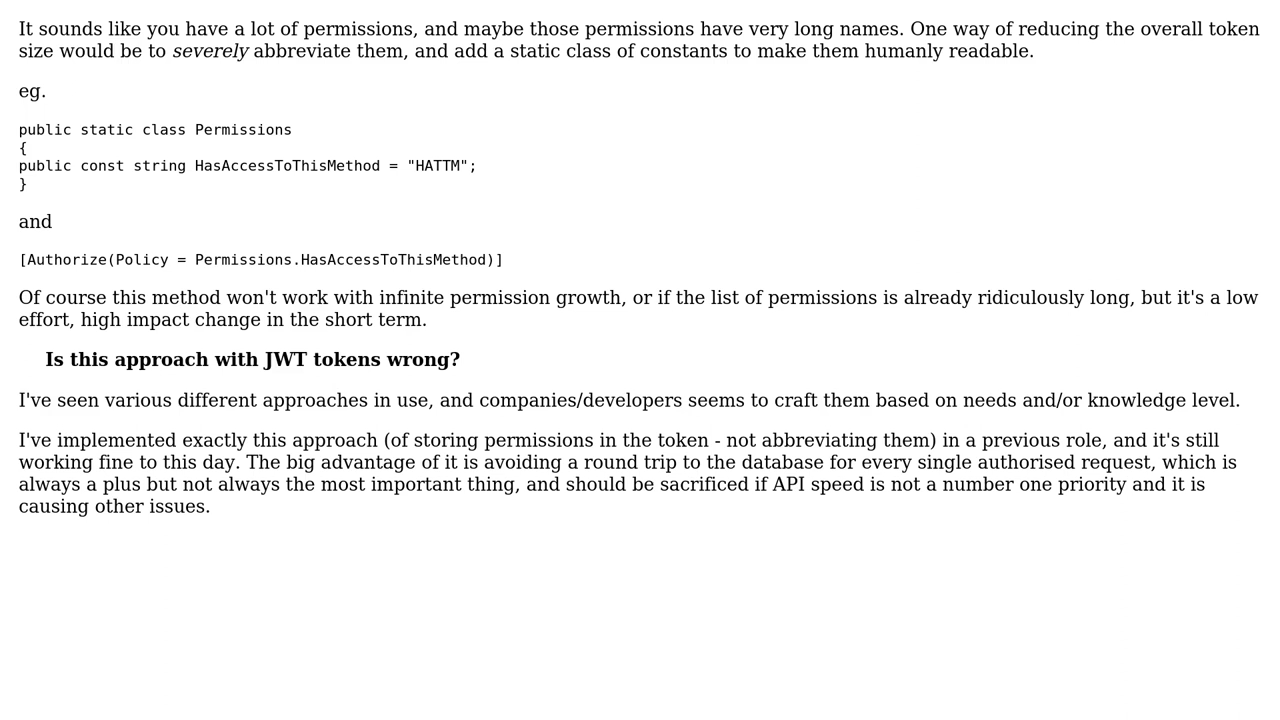 It sounds like you have a lot of permissions, and maybe those permissions have very long names. One way of reducing the overall token
size would be to severely abbreviate them, and add a static class of constants to make them humanly readable.
eg.
public static class Permissions
{
public const string HasAccessToThisMethod = "HATTM";
}
and
[Authorize(Policy = Permissions.HasAccessToThisMethod)]
Of course this method won't work with infinite permission growth, or if the list of permissions is already ridiculously long, but it's a low
effort, high impact change in the short term.
Is this approach with JWT tokens wrong?
I've seen various different approaches in use, and companies/developers seems to craft them based on needs and/or knowledge level.
I've implemented exactly this approach (of storing permissions in the token - not abbreviating them) in a previous role, and it's still
working fine to this day. The big advantage of it is avoiding a round trip to the database for every single authorised request, which is
always a plus but not always the most important thing, and should be sacrificed if API speed is not a number one priority and it is
causing other issues.